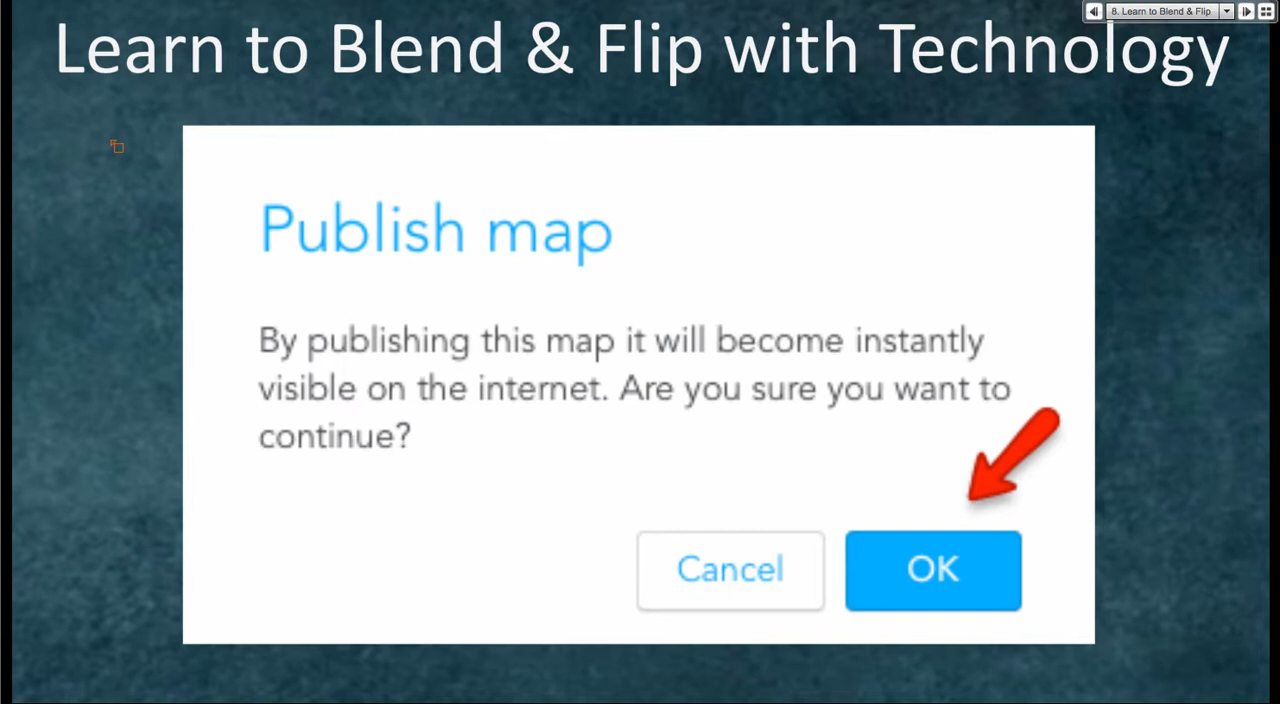 8. Learn to Blend & Flip
Learn to Blend & Flip with Technology
Publish map
By publishing this map it will become instantly
visible on the internet. Are you sure you want to
continue?
Cancel
OK